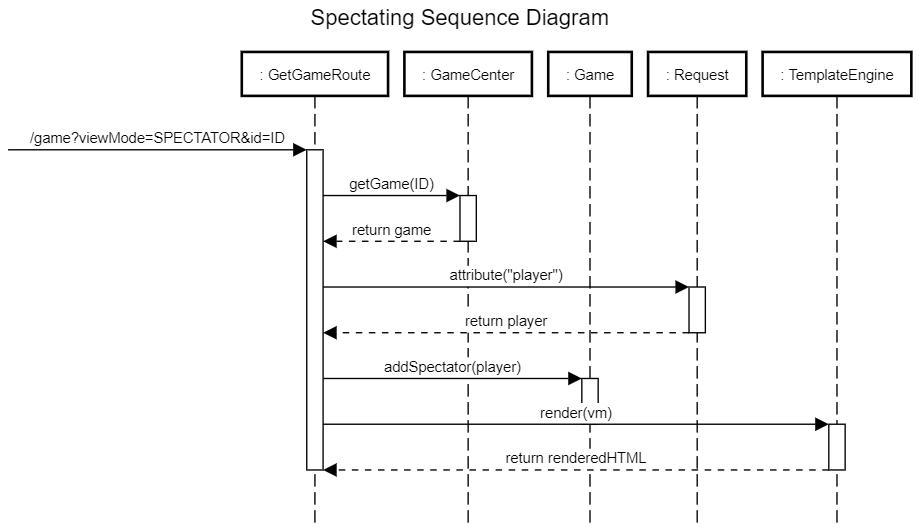 Spectating Sequence Diagram
: GetGameRoute
: GameCenter
: Game
: Request
: TemplateEngine
/game?viewMode=SPECTATOR&id=ID
getGame(ID)
return game
attribute("player")
return player
addSpectator(player)
render(vm)
return renderedHTML